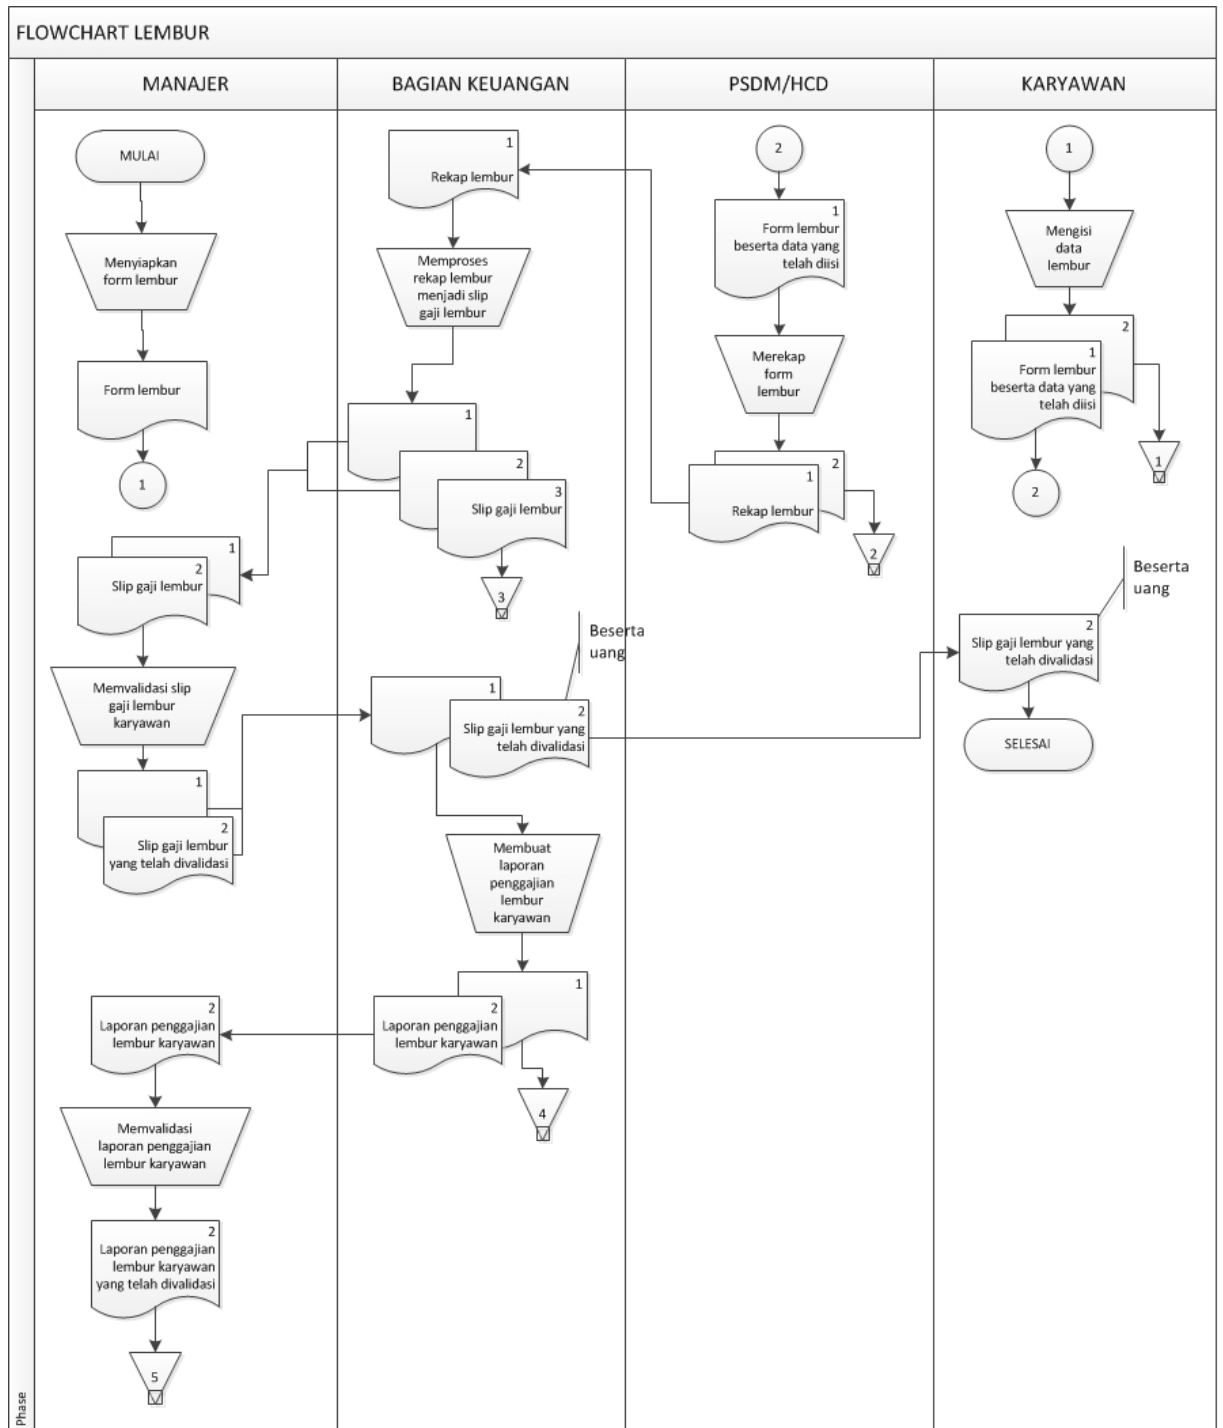 FLOWCHART LEMBUR
MANAJER
BAGIAN KEUANGAN
PSDM/HCD
KARYAWAN
MULAI
Menyiapkan
form lembur
Form lembur
1
1
2
Slip gaji lembur
Memvalidasi slip
gaji lembur
karyawan
1
2
Slip gaji lembur
yang telah divalidasi
2
Laporan penggajian
lembur karyawan
Memvalidasi
laporan penggajian
lembur karyawan
2
Laporan penggajian
lembur karyawan
yang telah divalidasi
5
1
Rekap lembur
Memproses
rekap lembur
menjadi slip
gaji lembur
1
2
3
Slip gaji lembur
3
Beserta
uang
1
2
Slip gaji lembur yang
telah divalidasi
Membuat
laporan
penggajian
lembur
karyawan
1
2
Laporan penggajian
lembur karyawan
4
2
1
Form lembur
beserta data yang
telah diisi
Merekap
form
lembur
2
1
Rekap lembur
2
1
Mengisi
data
lembur
2
1
Form lembur
beserta data yang
telah diisi
1
2
Beserta
uang
2
Slip gaji lembur yang
telah divalidasi
SELESAI
Phase